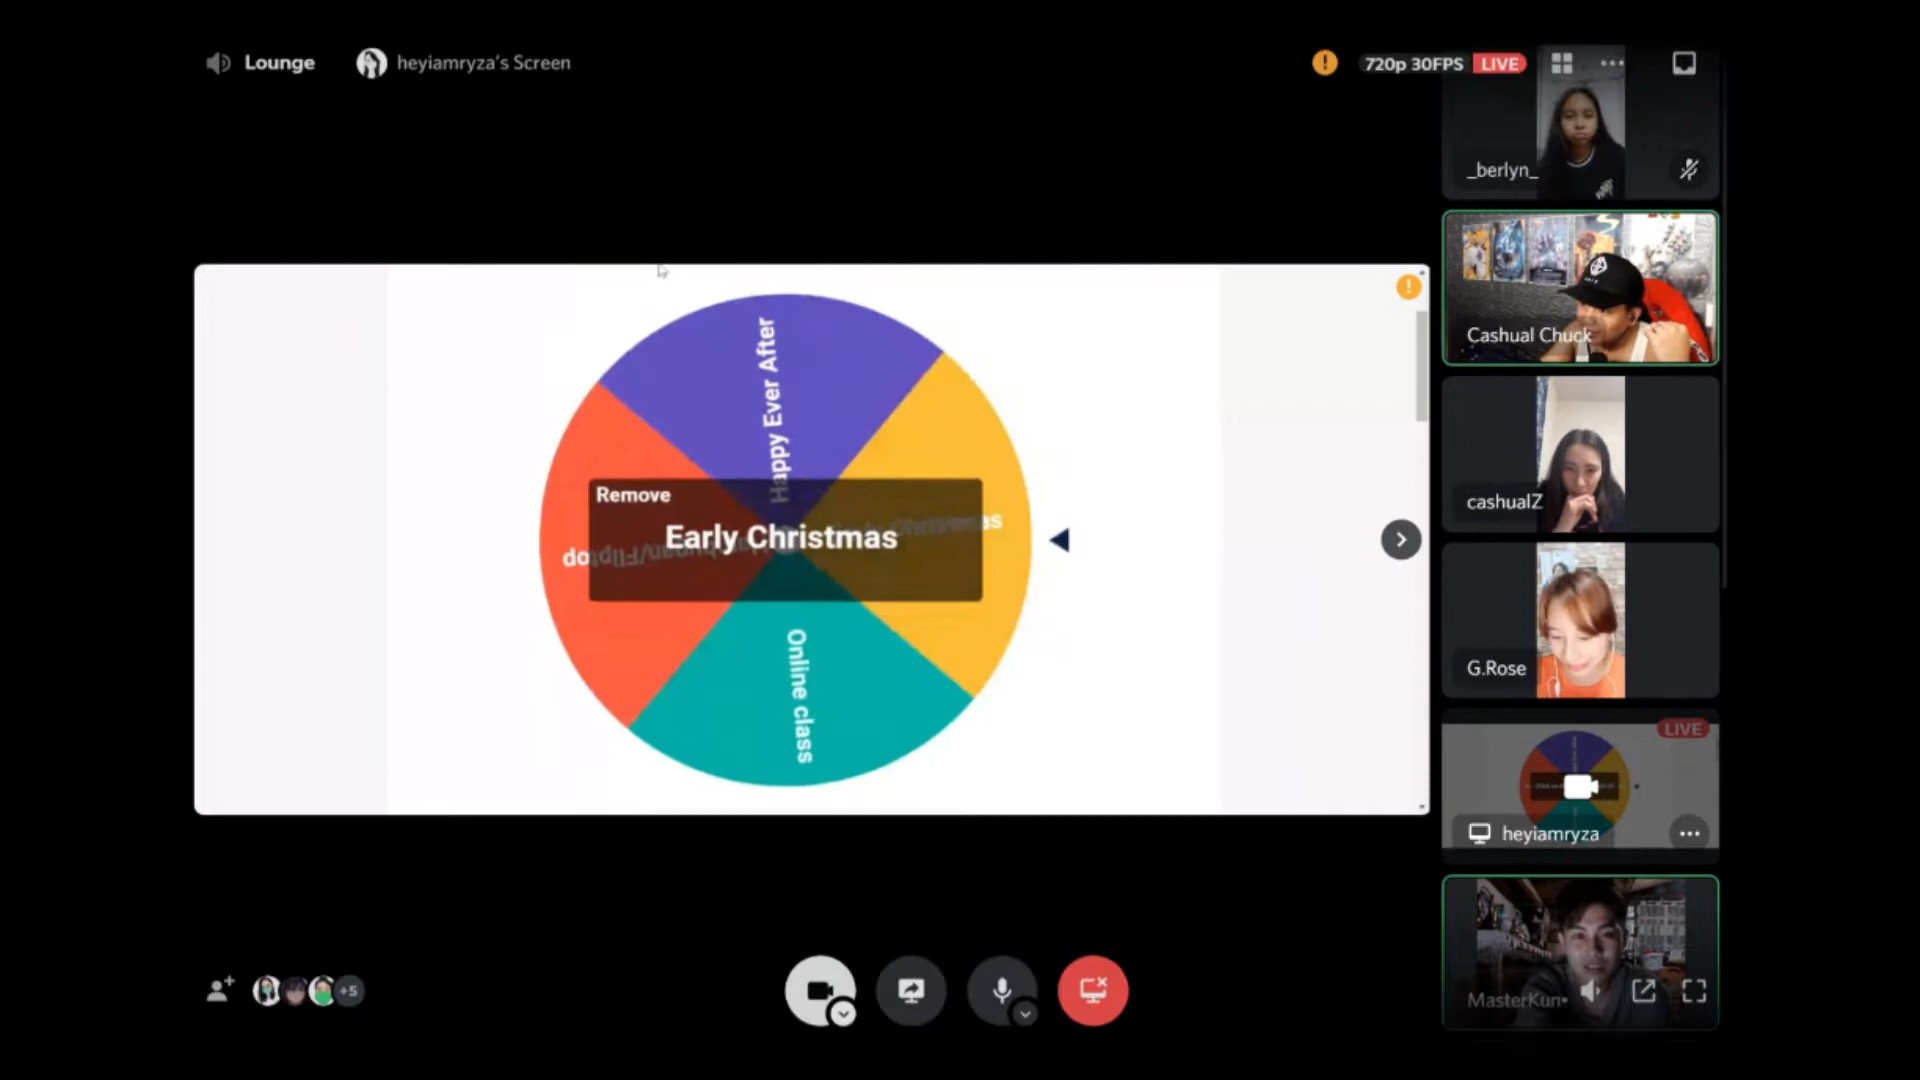 Lounge
heyiamryza's Screen
720p 30FPS LIVE
_berlyn_
Cashual Chuck
Happy Ever After
Remove
Early Christmas
Online class
cashualZ
G.Rose
LIVE
heyiamryza
MasterKun
+5